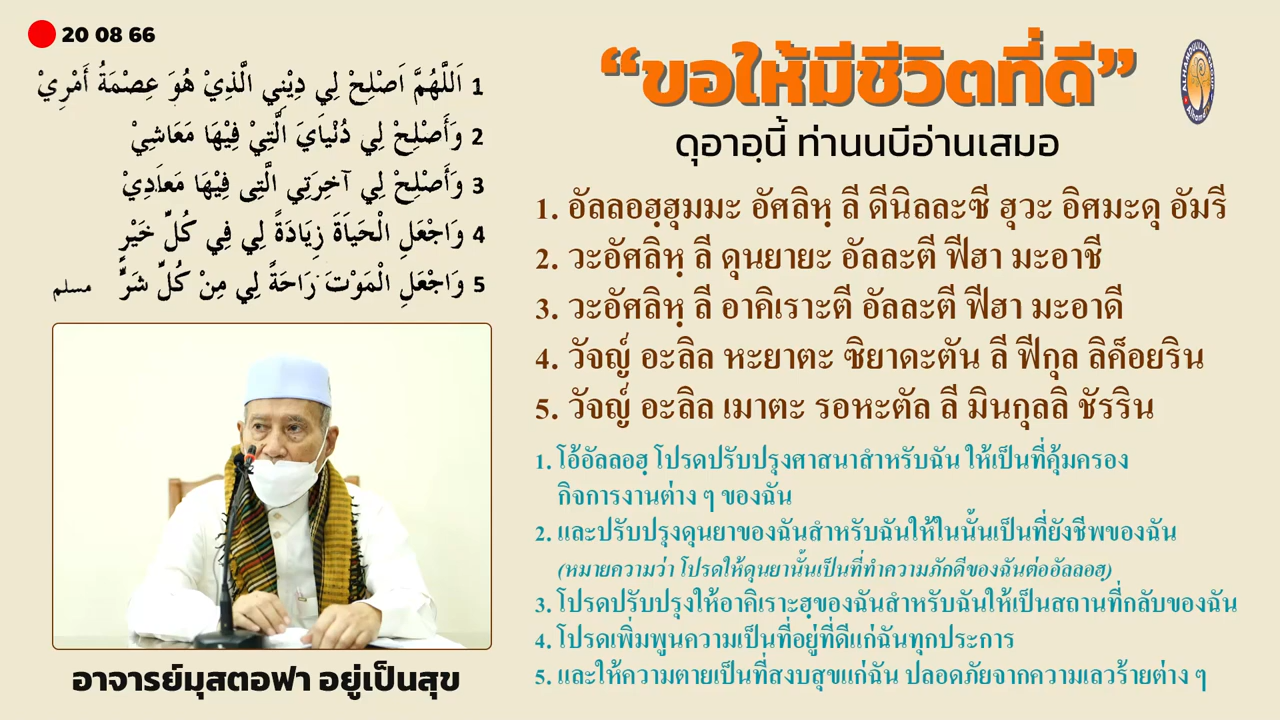 20 08 66
1 اَللّٰهُمَّ اَصْلِحْ لِي دِيْنِي الَّذِيْ هُوَ عِصْمَةُ أَمْرِيْ
2 وَأَصْلِحْ لِي دُنْيَايَ الَّتِيْ فِيْهَا مَعَاشِيْ
3 وَأَصْلِحْ لِي آخِرَتِي الَّتِى فِيْهَا مَعَادِيْ
4 وَاجْعَلِ الْحَيَاةَ زِيَادَةً لِي فِي كُلِّ خَيْرٍ
5 وَاجْعَلِ الْمَوْتَ رَاحَةً لِي مِنْ كُلِّ شَرٍّ مسلم
อาจารย์มุสตอฟา อยู่เป็นสุข
“ขอให้มีชีวิตที่ดี”
ดุอาอฺนี้ ท่านนบีอ่านเสมอ
1. อัลลอฮฺฮุมมะ อัศลิหฺ ลี ดีนิลละซี ฮุวะ อิศมะดุ อัมรี
2. วะอัศลิหฺ ลี ดุนยายะ อัลละตี ฟีฮา มะอาชี
3. วะอัศลิหฺ ลี อาคิเราะตี อัลละตี ฟีฮา มะอาดี
4. วัจญ์ อะลิล หะยาตะ ซิยาดะตัน ลี ฟีกุล ลิค็อยริน
5. วัจญ์ อะลิล เมาตะ รอหะตัล ลี มินกุลลิ ชัรริน
1. โอ้อัลลอฮฺ โปรดปรับปรุงศาสนาสำหรับฉัน ให้เป็นที่คุ้มครอง
กิจการงานต่าง ๆ ของฉัน
2. และปรับปรุงดุนยาของฉันสำหรับฉันให้ในนั้นเป็นที่ยังชีพของฉัน
(หมายความว่า โปรดให้ดุนยานั้นเป็นที่ทำความภักดีของฉันต่ออัลลอฮฺ)
3. โปรดปรับปรุงให้อาคิเราะฮฺของฉันสำหรับฉันให้เป็นสถานที่กลับของฉัน
4. โปรดเพิ่มพูนความเป็นที่อยู่ที่ดีแก่ฉันทุกประการ
5. และให้ความตายเป็นที่สงบสุขแก่ฉัน ปลอดภัยจากความเลวร้ายต่าง ๆ